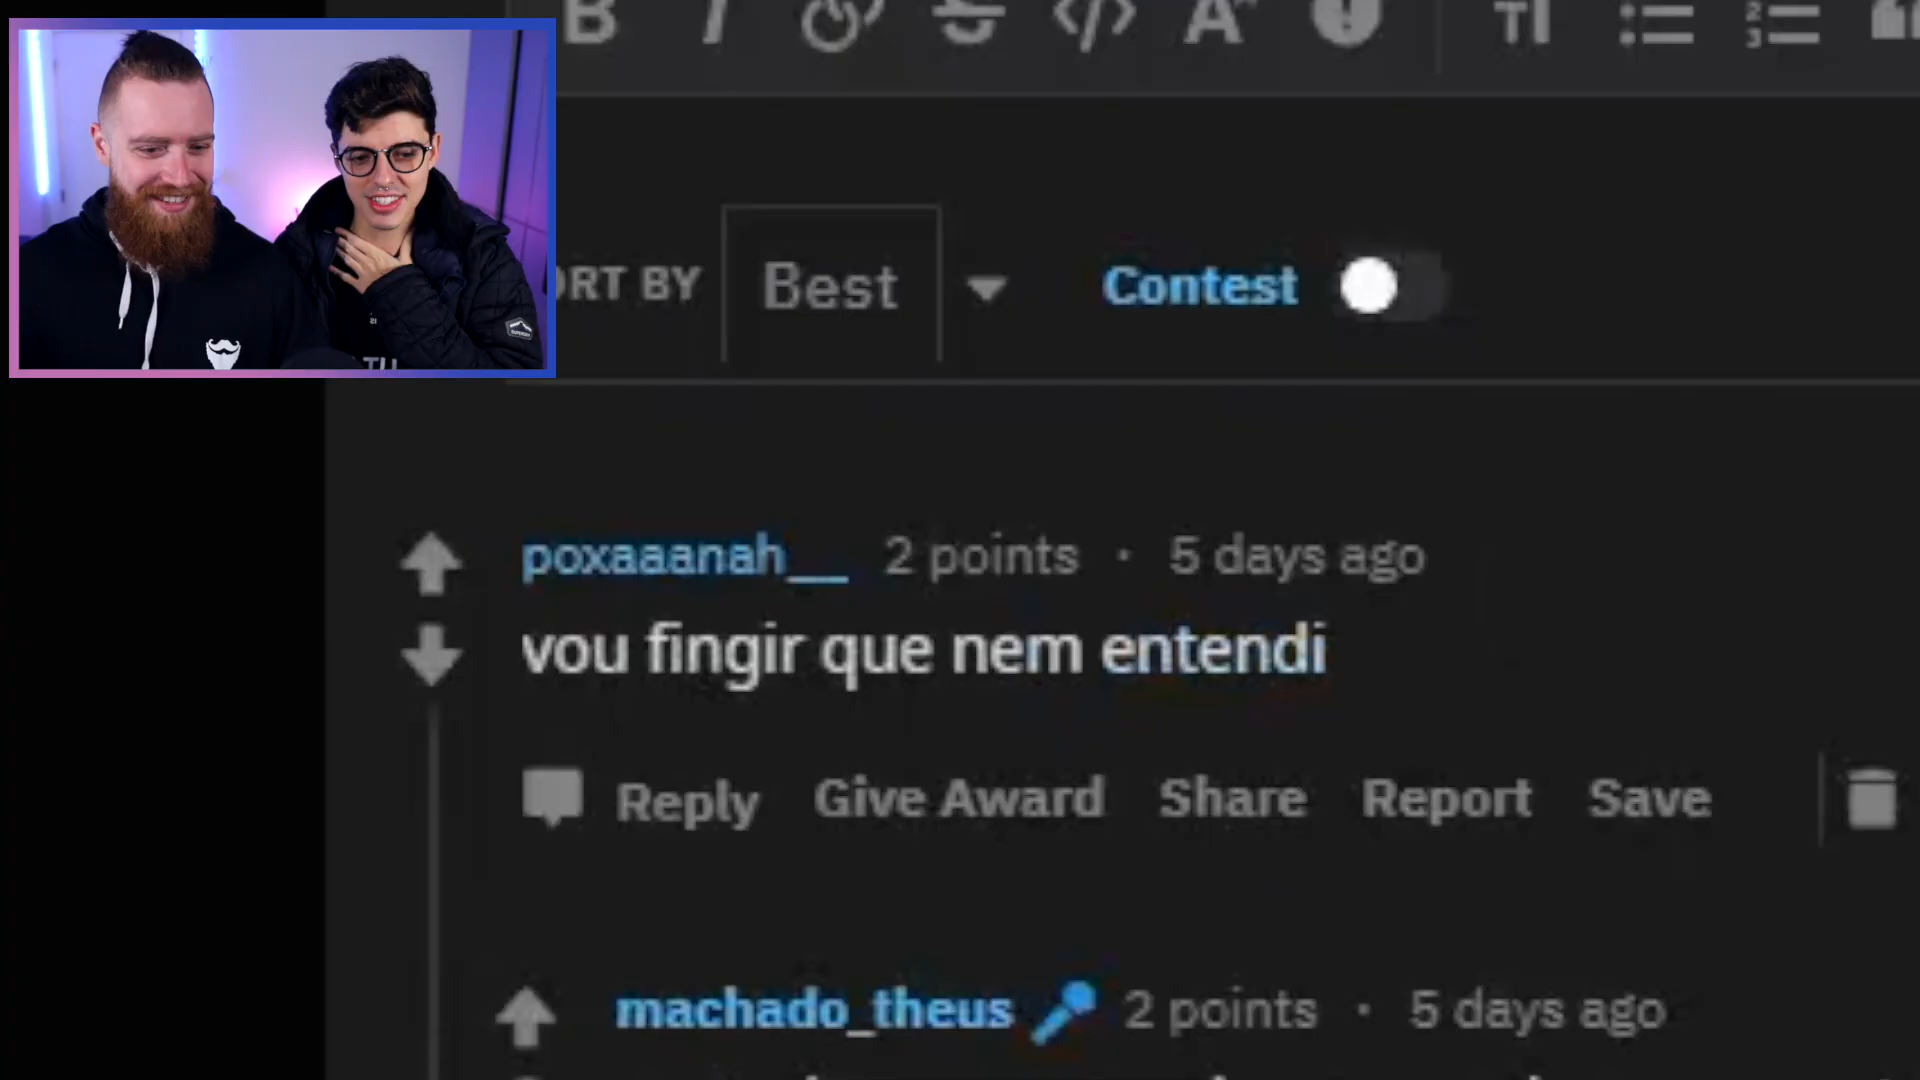 ORT BY Best Contest
poxaaanah__ 2 points · 5 days ago
vou fingir que nem entendi
Reply Give Award Share Report Save
machado_theus 2 points · 5 days ago